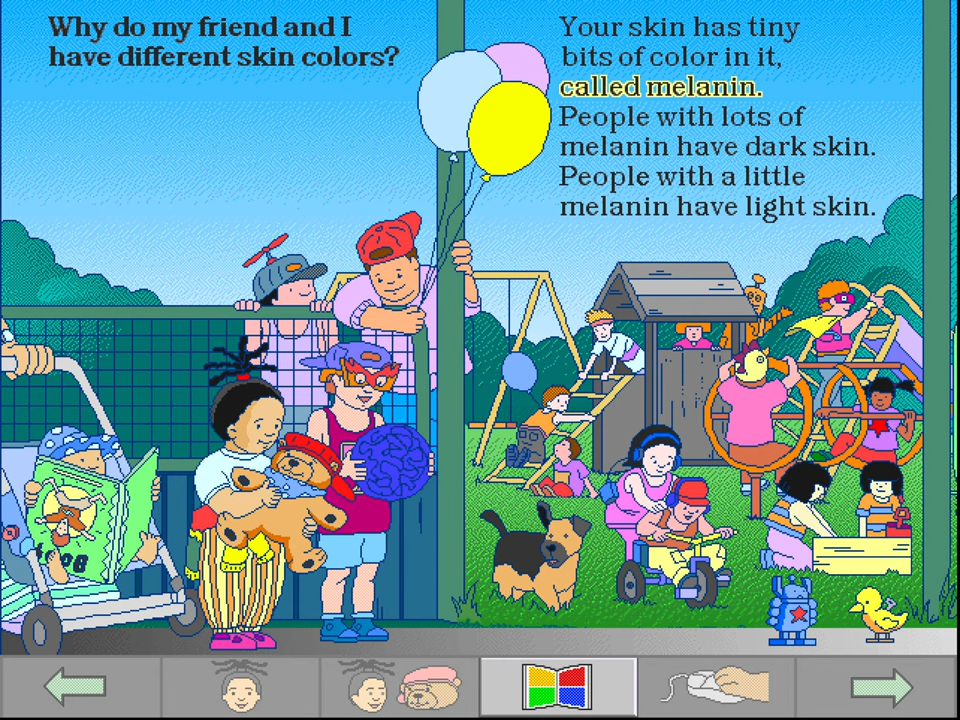 Why do my friend and I
have different skin colors?
Your skin has tiny
bits of color in it,
called melanin.
People with lots of
melanin have dark skin.
People with a little
melanin have light skin.